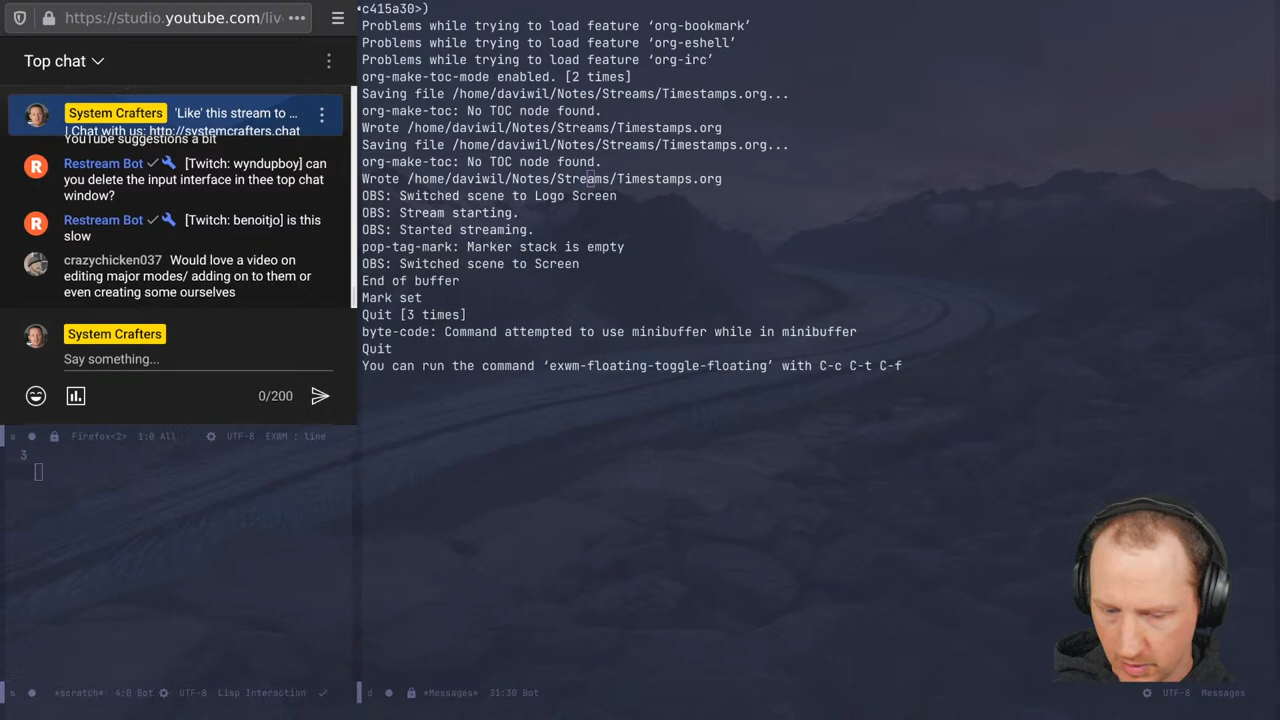 https://studio.youtube.com/liv •••
Top chat
System Crafters 'Like' this stream to ...
| Chat with us: http://systemcrafters.chat
YouTube suggestions a bit
Restream Bot [Twitch: wyndupboy] can
you delete the input interface in thee top chat
window?
Restream Bot [Twitch: benoitjo] is this
slow
crazychicken037 Would love a video on
editing major modes/ adding on to them or
even creating some ourselves
System Crafters
Say something...
0/200
a Firefox<2> 1:0 All UTF-8 EXWM : line
3
s *scratch* 4:0 Bot UTF-8 Lisp Interaction
c415a30>)
Problems while trying to load feature ‘org-bookmark’
Problems while trying to load feature ‘org-eshell’
Problems while trying to load feature ‘org-irc’
org-make-toc-mode enabled. [2 times]
Saving file /home/daviwil/Notes/Streams/Timestamps.org...
org-make-toc: No TOC node found.
Wrote /home/daviwil/Notes/Streams/Timestamps.org
Saving file /home/daviwil/Notes/Streams/Timestamps.org...
org-make-toc: No TOC node found.
Wrote /home/daviwil/Notes/Streams/Timestamps.org
OBS: Switched scene to Logo Screen
OBS: Stream starting.
OBS: Started streaming.
pop-tag-mark: Marker stack is empty
OBS: Switched scene to Screen
End of buffer
Mark set
Quit [3 times]
byte-code: Command attempted to use minibuffer while in minibuffer
Quit
You can run the command ‘exwm-floating-toggle-floating’ with C-c C-t C-f
d *Messages* 31:30 Bot UTF-8 Messages